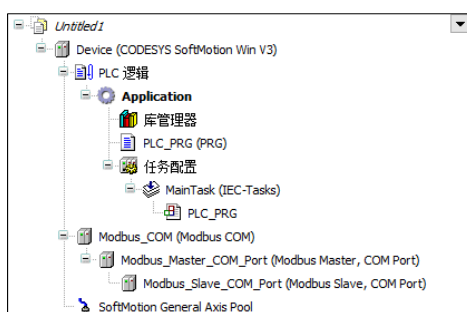 Untitled1
Device (CODESYS SoftMotion Win V3)
PLC 逻辑
Application
库管理器
PLC_PRG (PRG)
任务配置
MainTask (IEC-Tasks)
PLC_PRG
Modbus_COM (Modbus COM)
Modbus_Master_COM_Port (Modbus Master, COM Port)
Modbus_Slave_COM_Port (Modbus Slave, COM Port)
SoftMotion General Axis Pool